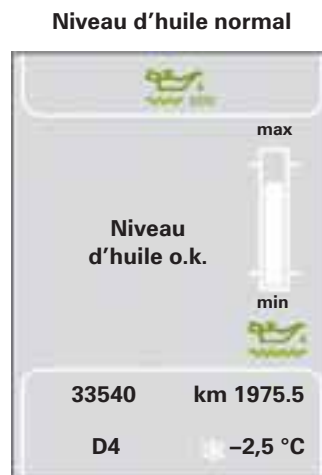 Niveau d’huile normal
max
Niveau
d’huile o.k.
min
33540 km 1975.5
D4 –2,5 °C